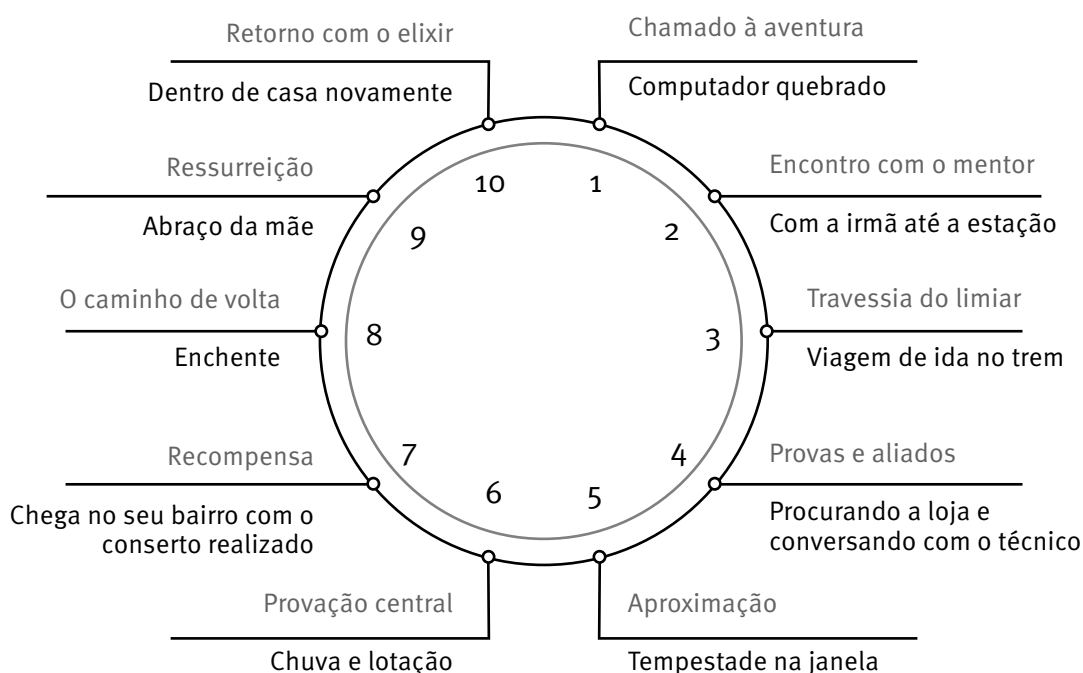 Retorno com o elixir
Dentro de casa novamente
Chamado à aventura
Computador quebrado
Ressurreição
Abraço da mãe
Encontro com o mentor
Com a irmã até a estação
O caminho de volta
Enchente
Travessia do limiar
Viagem de ida no trem
Recompensa
Chega no seu bairro com o
conserto realizado
Provas e aliados
Procurando a loja e
conversando com o técnico
Provação central
Chuva e lotação
Aproximação
Tempestade na janela
10
1
9
2
8
3
7
4
6
5